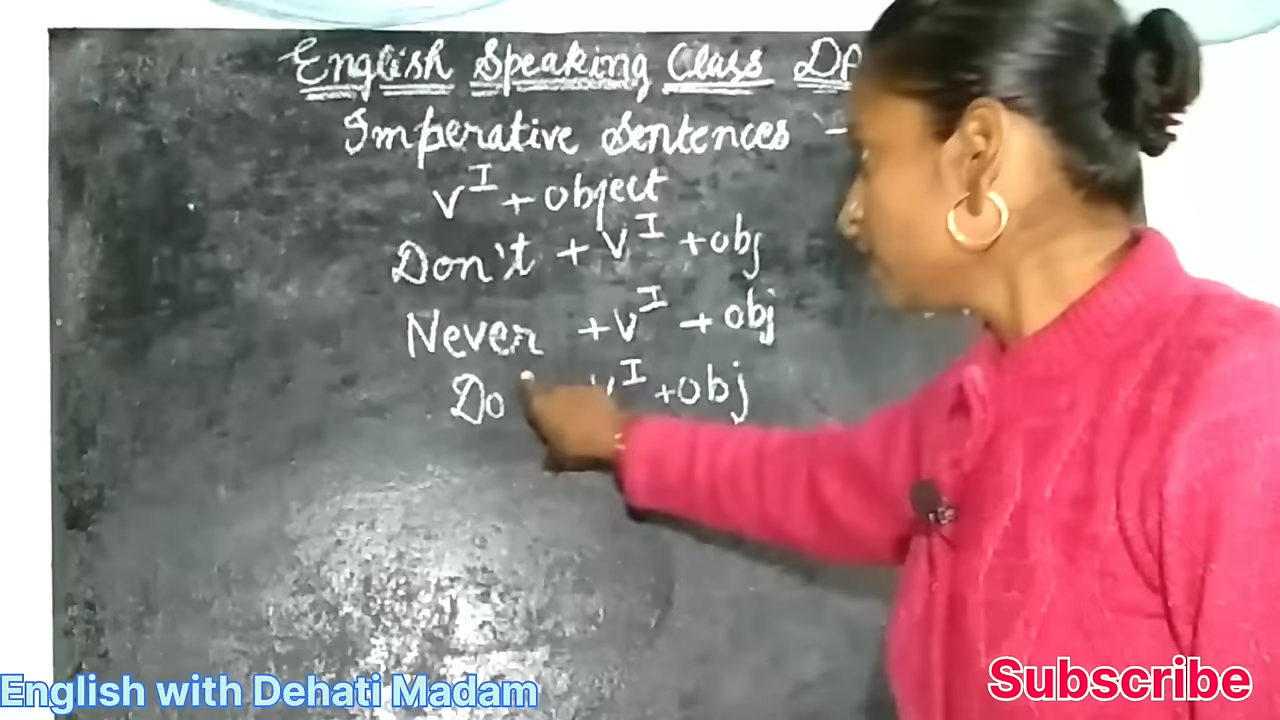 English Speaking Class
Imperative Sentences -
V^I + object
Don't + V^I + obj
Never + V^I + obj
Do V^I + obj
English with Dehati Madam
Subscribe